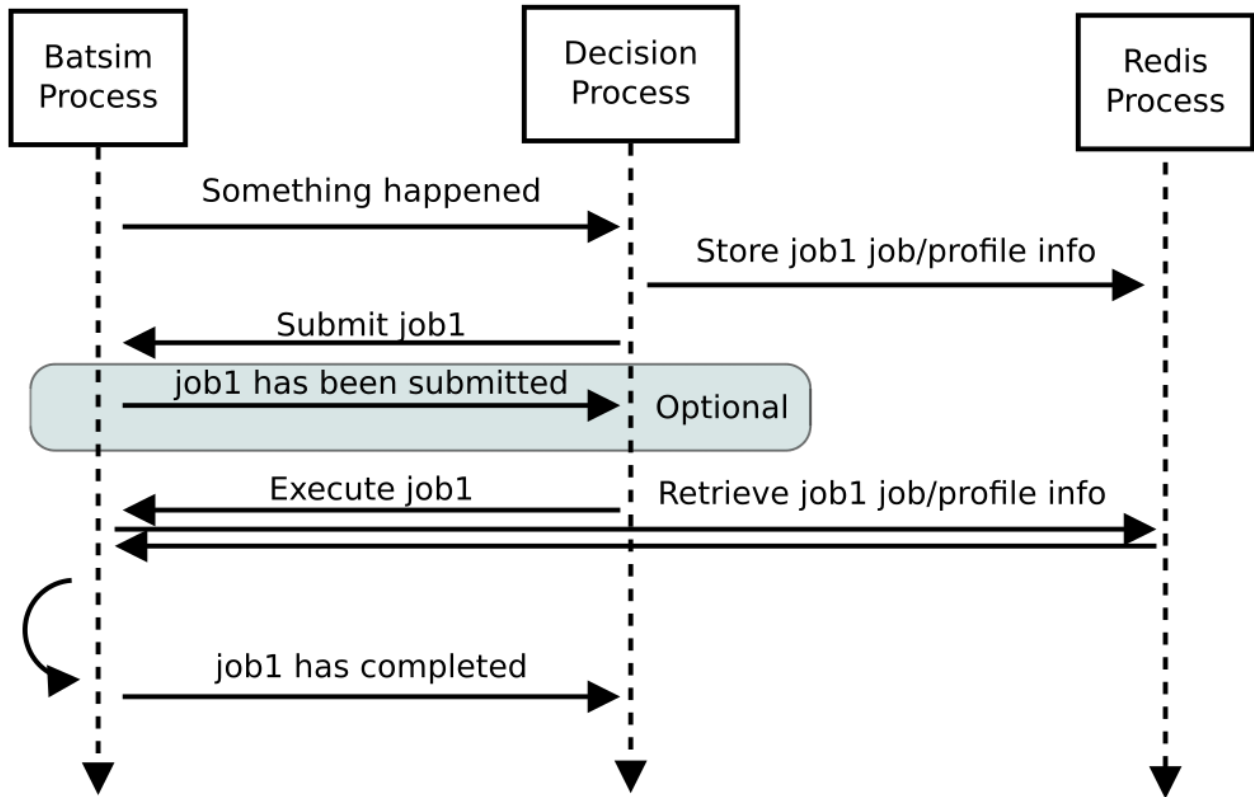 Batsim
Process
Decision
Process
Redis
Process
Something happened
Store job1 job/profile info
Submit job1
job1 has been submitted
Optional
Execute job1
Retrieve job1 job/profile info
job1 has completed